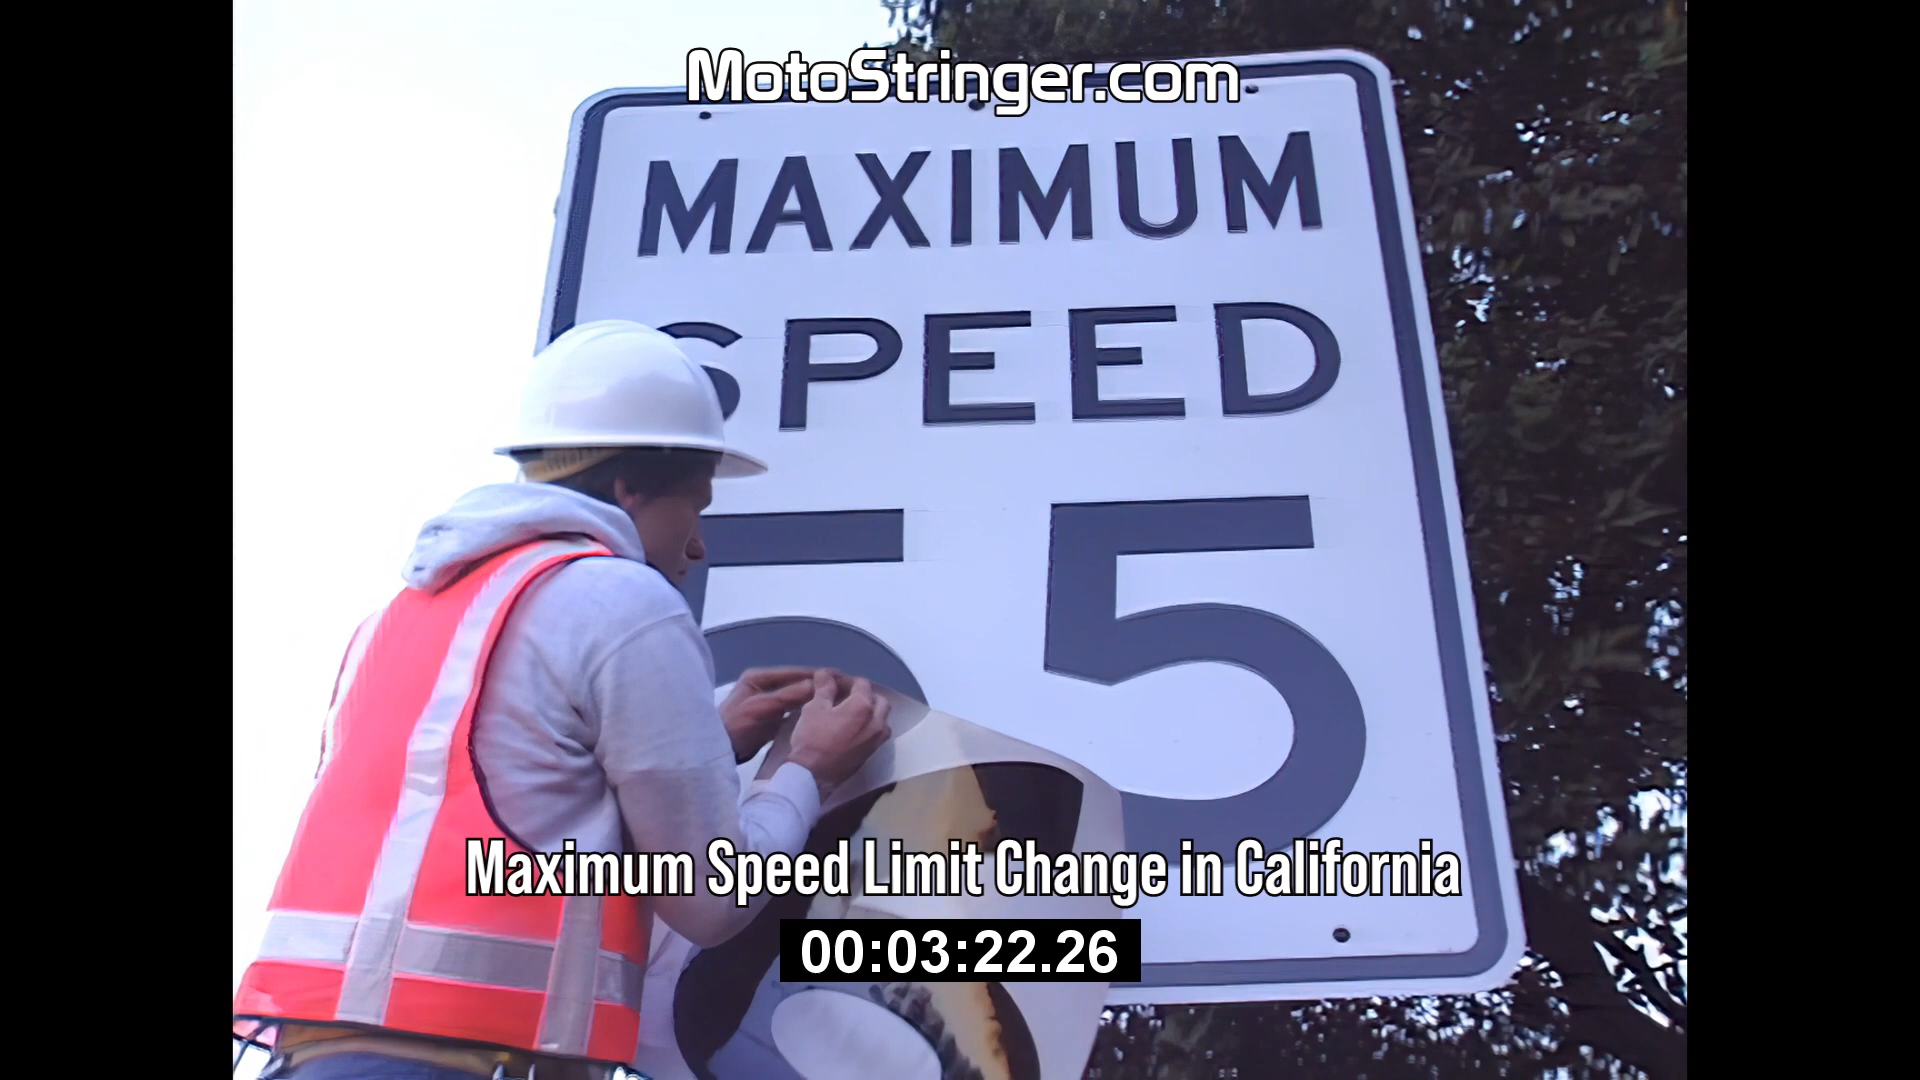 MotoStringer.com
MAXIMUM
SPEED
55
Maximum Speed Limit Change in California
00:03:22.26